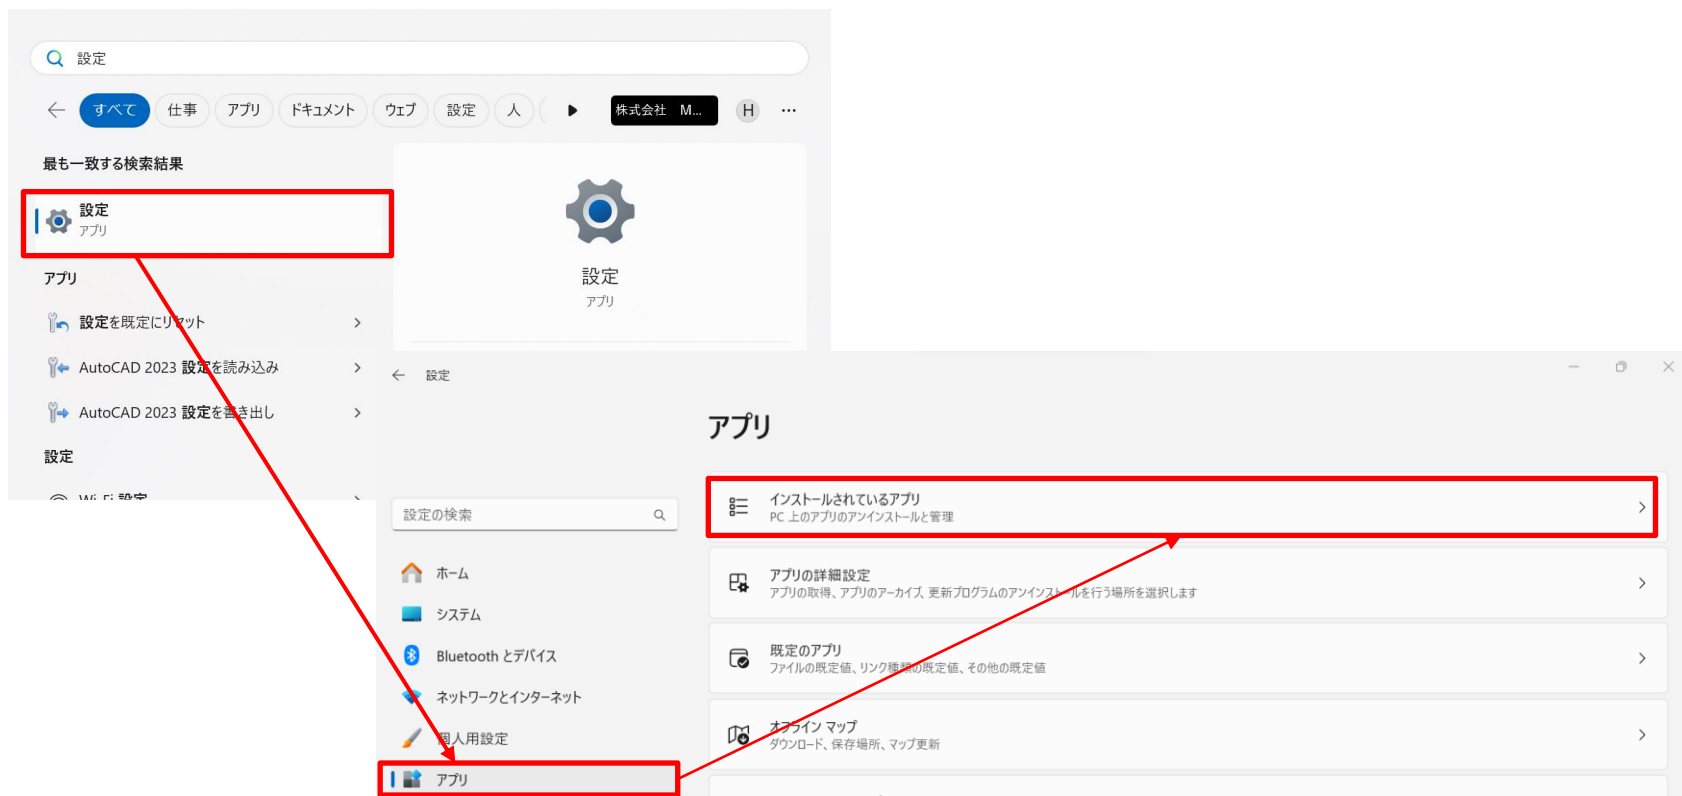 設定
すべて 仕事 アプリ ドキュメント ウェブ 設定 人 株式会社 M... H ...
最も一致する検索結果
設定
アプリ
設定
アプリ
アプリ
設定を既定にリセット
AutoCAD 2023 設定を読み込み
AutoCAD 2023 設定を書き出し
設定
Wi-Fi 設定
設定
アプリ
設定の検索
ホーム
システム
Bluetooth とデバイス
ネットワークとインターネット
個人用設定
アプリ
インストールされているアプリ
PC 上のアプリのアンインストールと管理
アプリの詳細設定
アプリの取得、アプリのアーカイブ、更新プログラムのアンインストールを行う場所を選択します
既定のアプリ
ファイルの既定値、リンク種類の既定値、その他の既定値
オフライン マップ
ダウンロード、保存場所、マップ更新